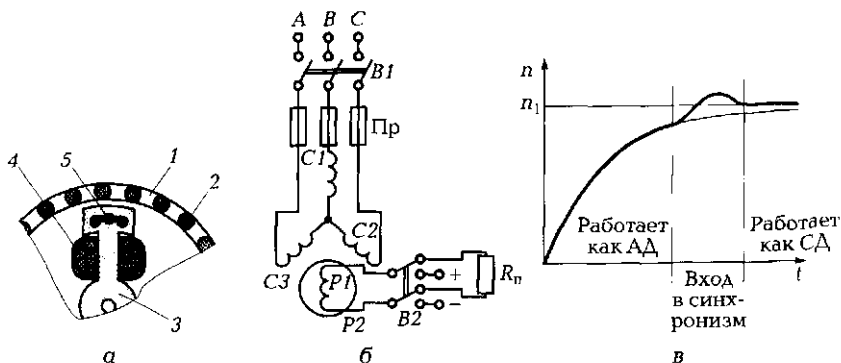 4
5
1
2
3
а
A B C
B1
Пр
C1
C2
C3
P1
P2
B2
+
−
Rп
б
n
n1
Работает
как АД
Вход
в синх-
ронизм
Работает
как СД
t
в